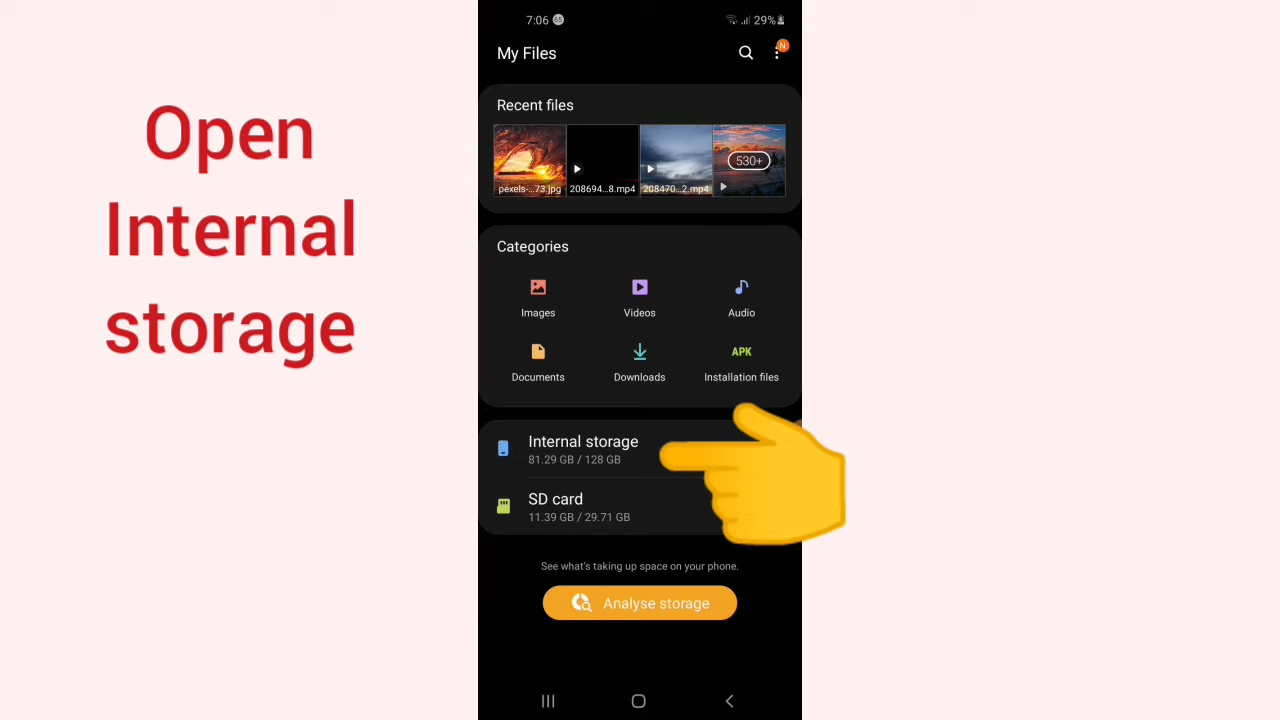 Open
Internal
storage
7:06
29%
My Files
N
Recent files
pexels-...73.jpg
208694...8.mp4
208470...2.mp4
530+
Categories
Images
Videos
Audio
APK
Documents
Downloads
Installation files
Internal storage
81.29 GB / 128 GB
SD card
11.39 GB / 29.71 GB
See what's taking up space on your phone.
Analyse storage